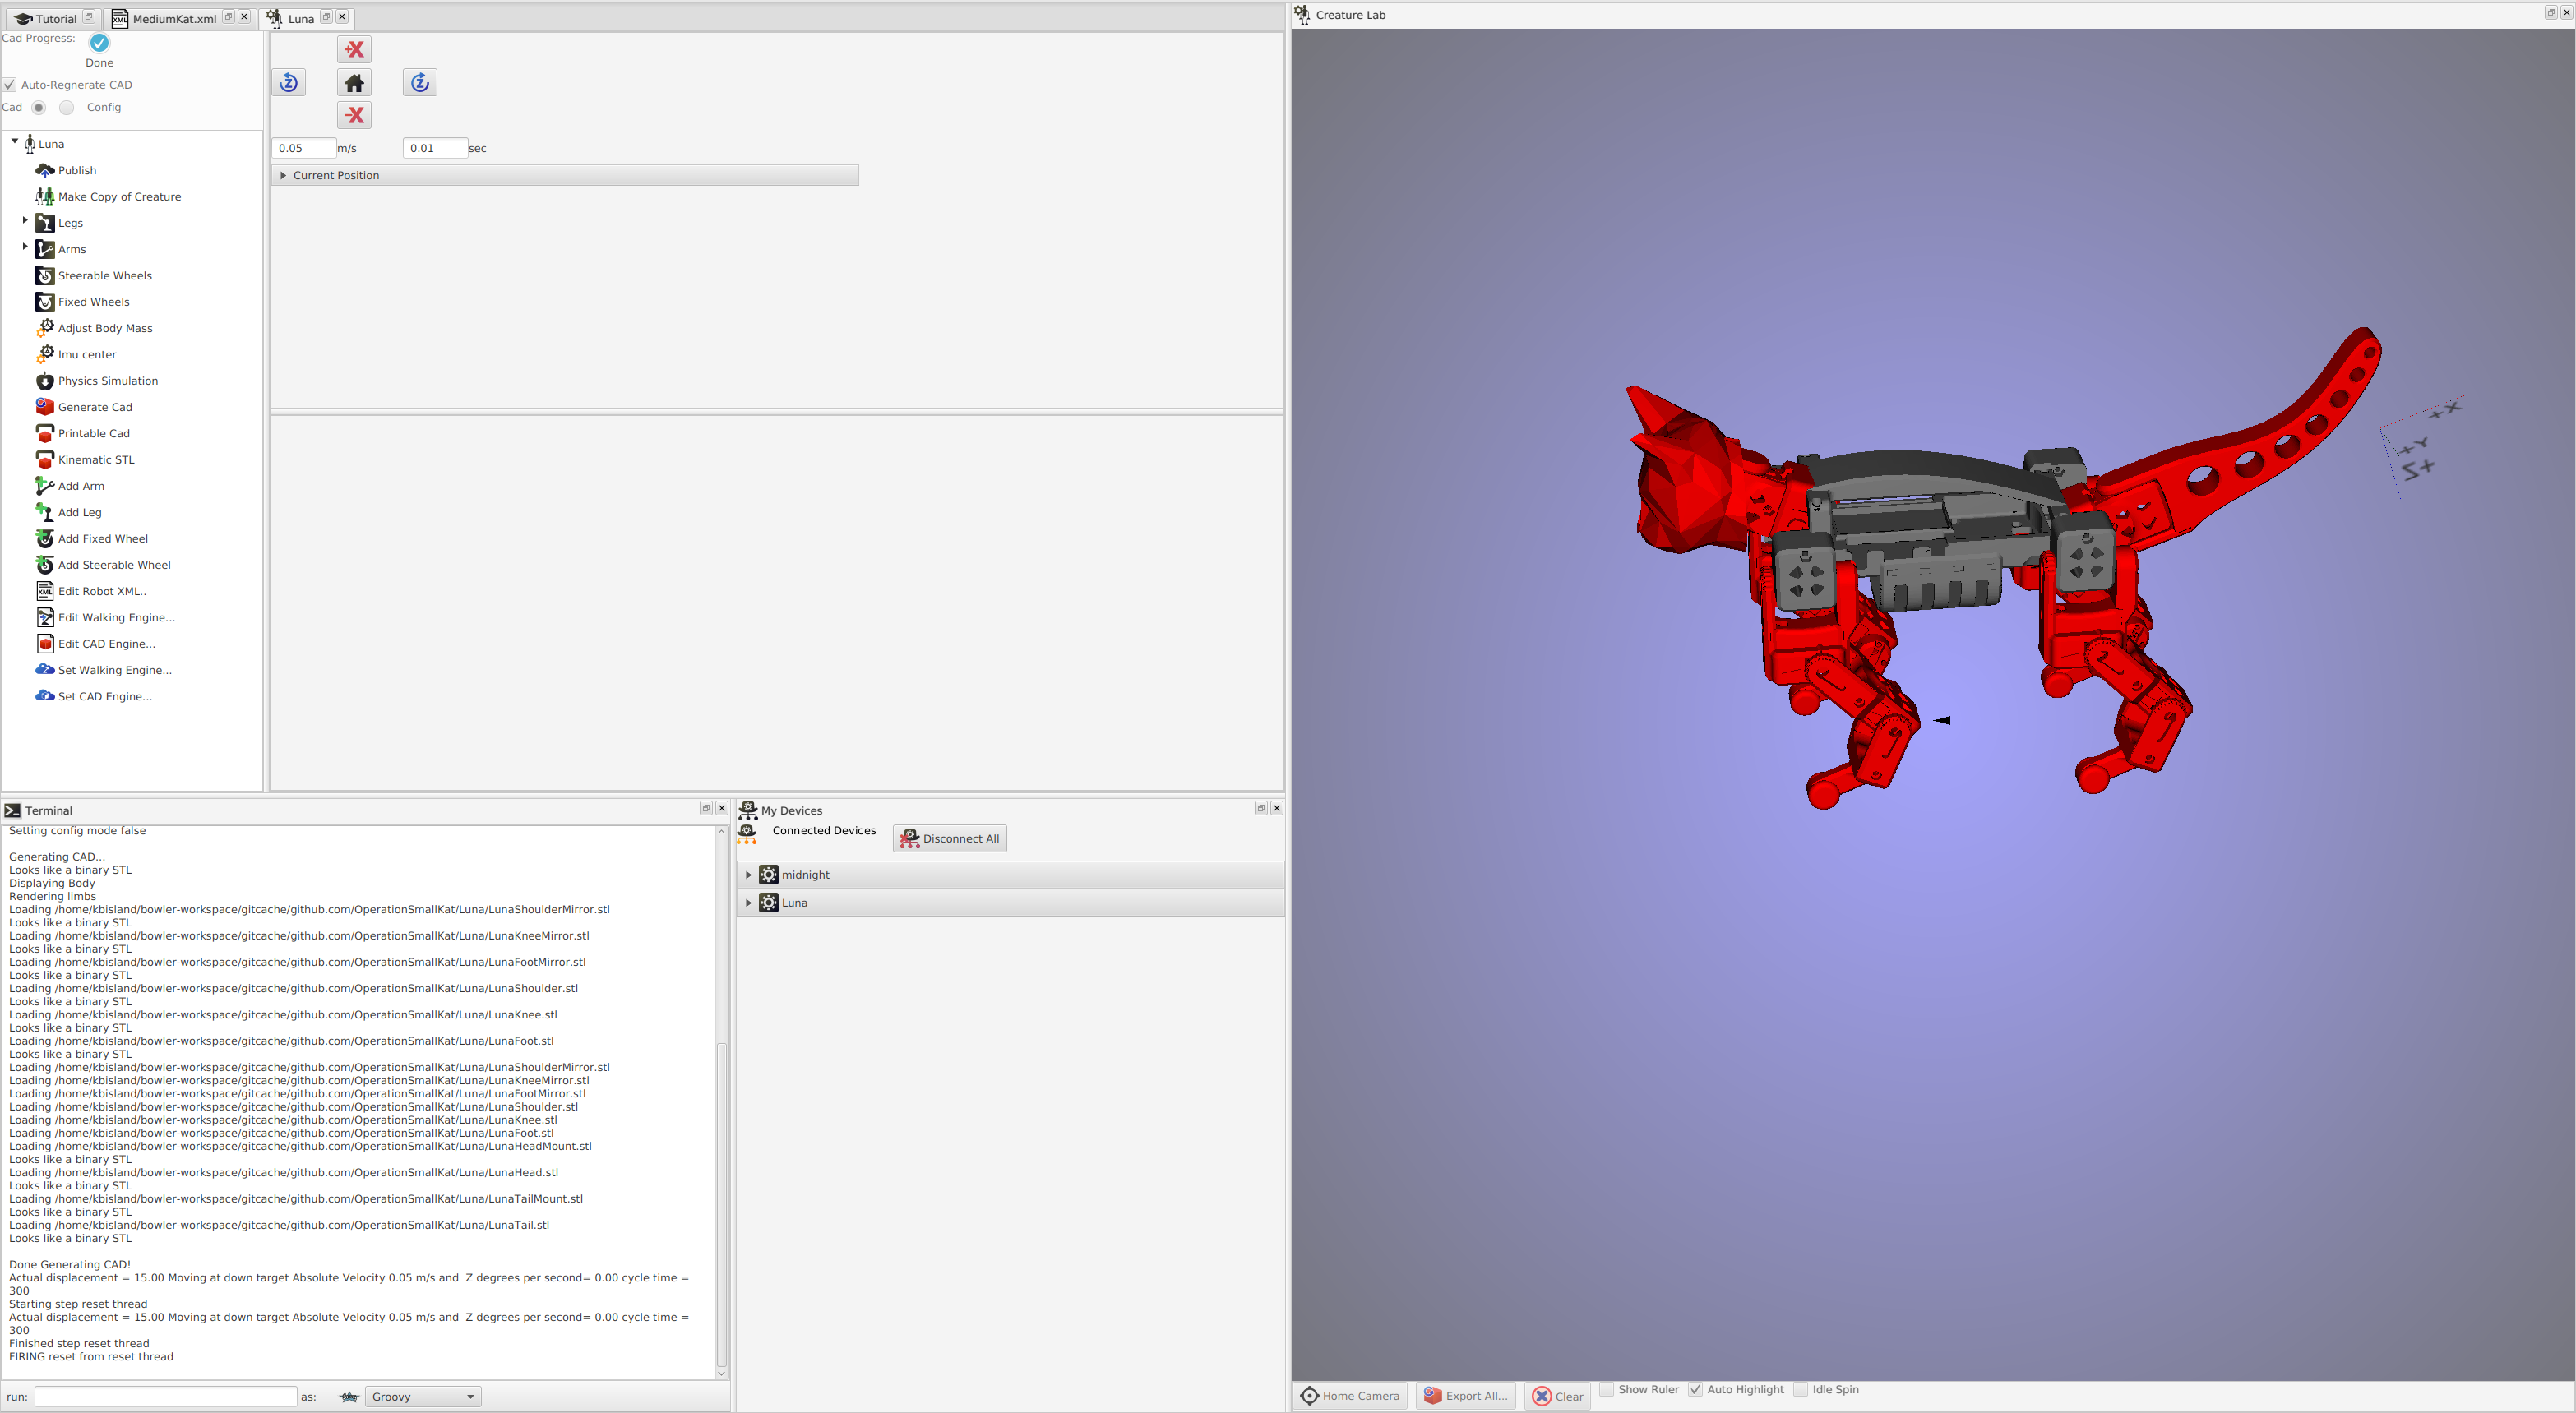 Tutorial
MediumKat.xml
Luna
Creature Lab
Cad Progress:
Done
Auto-Regnerate CAD
Cad
Config
+X
Z
Z
-X
0.05
m/s
0.01
sec
Current Position
Luna
Publish
Make Copy of Creature
Legs
Arms
Steerable Wheels
Fixed Wheels
Adjust Body Mass
Imu center
Physics Simulation
Generate Cad
Printable Cad
Kinematic STL
Add Arm
Add Leg
Add Fixed Wheel
Add Steerable Wheel
Edit Robot XML..
Edit Walking Engine...
Edit CAD Engine...
Set Walking Engine...
Set CAD Engine...
+X
+Y
+Z
Terminal
Setting config mode false
Generating CAD...
Looks like a binary STL
Displaying Body
Rendering limbs
Loading /home/kbisland/bowler-workspace/gitcache/github.com/OperationSmallKat/Luna/LunaShoulderMirror.stl
Looks like a binary STL
Loading /home/kbisland/bowler-workspace/gitcache/github.com/OperationSmallKat/Luna/LunaKneeMirror.stl
Looks like a binary STL
Loading /home/kbisland/bowler-workspace/gitcache/github.com/OperationSmallKat/Luna/LunaFootMirror.stl
Looks like a binary STL
Loading /home/kbisland/bowler-workspace/gitcache/github.com/OperationSmallKat/Luna/LunaShoulder.stl
Looks like a binary STL
Loading /home/kbisland/bowler-workspace/gitcache/github.com/OperationSmallKat/Luna/LunaKnee.stl
Looks like a binary STL
Loading /home/kbisland/bowler-workspace/gitcache/github.com/OperationSmallKat/Luna/LunaFoot.stl
Looks like a binary STL
Loading /home/kbisland/bowler-workspace/gitcache/github.com/OperationSmallKat/Luna/LunaShoulderMirror.stl
Loading /home/kbisland/bowler-workspace/gitcache/github.com/OperationSmallKat/Luna/LunaKneeMirror.stl
Loading /home/kbisland/bowler-workspace/gitcache/github.com/OperationSmallKat/Luna/LunaFootMirror.stl
Loading /home/kbisland/bowler-workspace/gitcache/github.com/OperationSmallKat/Luna/LunaShoulder.stl
Loading /home/kbisland/bowler-workspace/gitcache/github.com/OperationSmallKat/Luna/LunaKnee.stl
Loading /home/kbisland/bowler-workspace/gitcache/github.com/OperationSmallKat/Luna/LunaFoot.stl
Loading /home/kbisland/bowler-workspace/gitcache/github.com/OperationSmallKat/Luna/LunaHeadMount.stl
Looks like a binary STL
Loading /home/kbisland/bowler-workspace/gitcache/github.com/OperationSmallKat/Luna/LunaHead.stl
Looks like a binary STL
Loading /home/kbisland/bowler-workspace/gitcache/github.com/OperationSmallKat/Luna/LunaTailMount.stl
Looks like a binary STL
Loading /home/kbisland/bowler-workspace/gitcache/github.com/OperationSmallKat/Luna/LunaTail.stl
Looks like a binary STL
Done Generating CAD!
Actual displacement = 15.00 Moving at down target Absolute Velocity 0.05 m/s and  Z degrees per second= 0.00 cycle time =
300
Starting step reset thread
Actual displacement = 15.00 Moving at down target Absolute Velocity 0.05 m/s and  Z degrees per second= 0.00 cycle time =
300
Finished step reset thread
FIRING reset from reset thread
run:
as:
Groovy
My Devices
Connected Devices
Disconnect All
midnight
Luna
Home Camera
Export All...
Clear
Show Ruler
Auto Highlight
Idle Spin